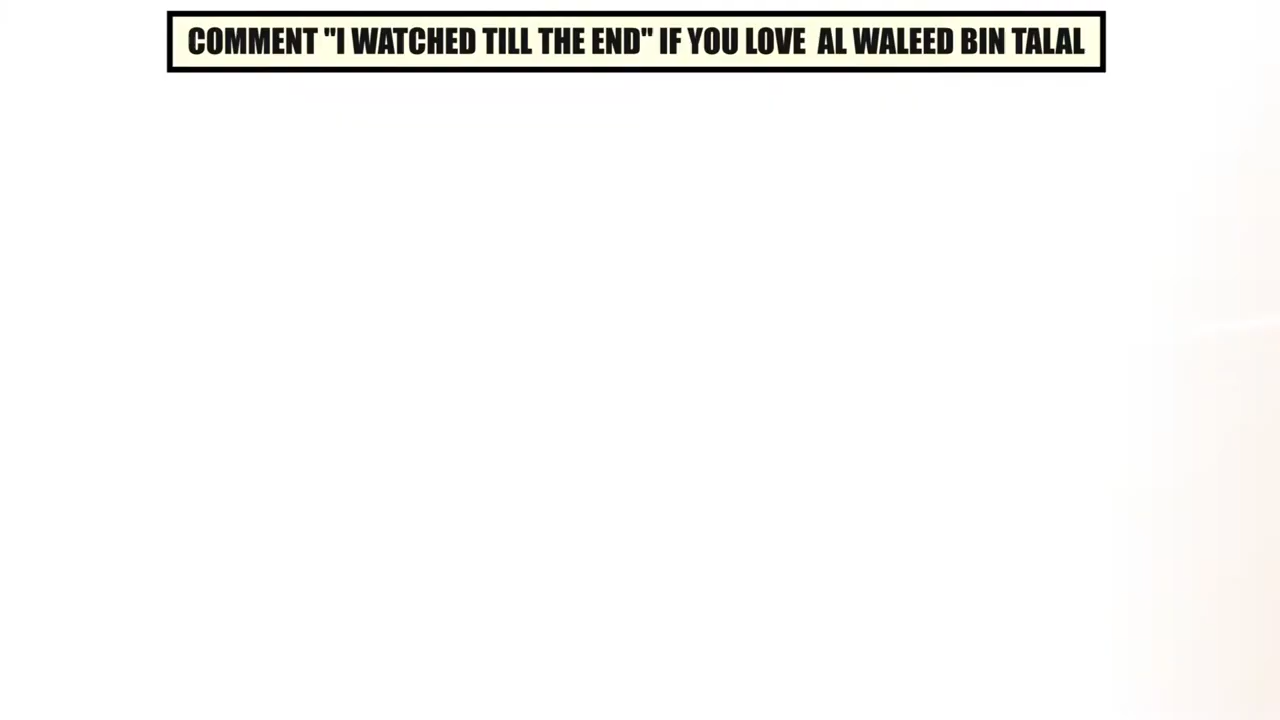 COMMENT "I WATCHED TILL THE END" IF YOU LOVE AL WALEED BIN TALAL